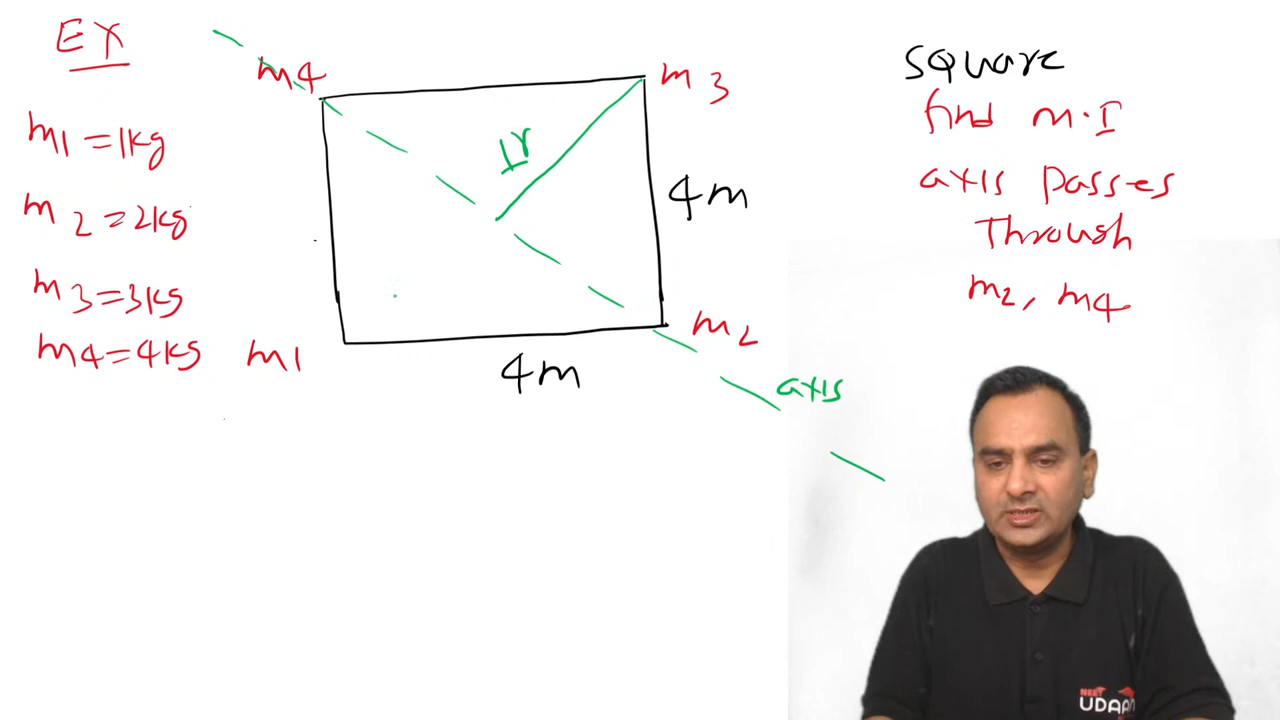 EX
m1 = 1kg
m2 = 2kg
m3 = 3kg
m4 = 4kg
m4
m3
⊥r
4m
m2
m1
4m
axis
square
find M.I
axis passes
Through
m2, m4
NEET
UDAAN